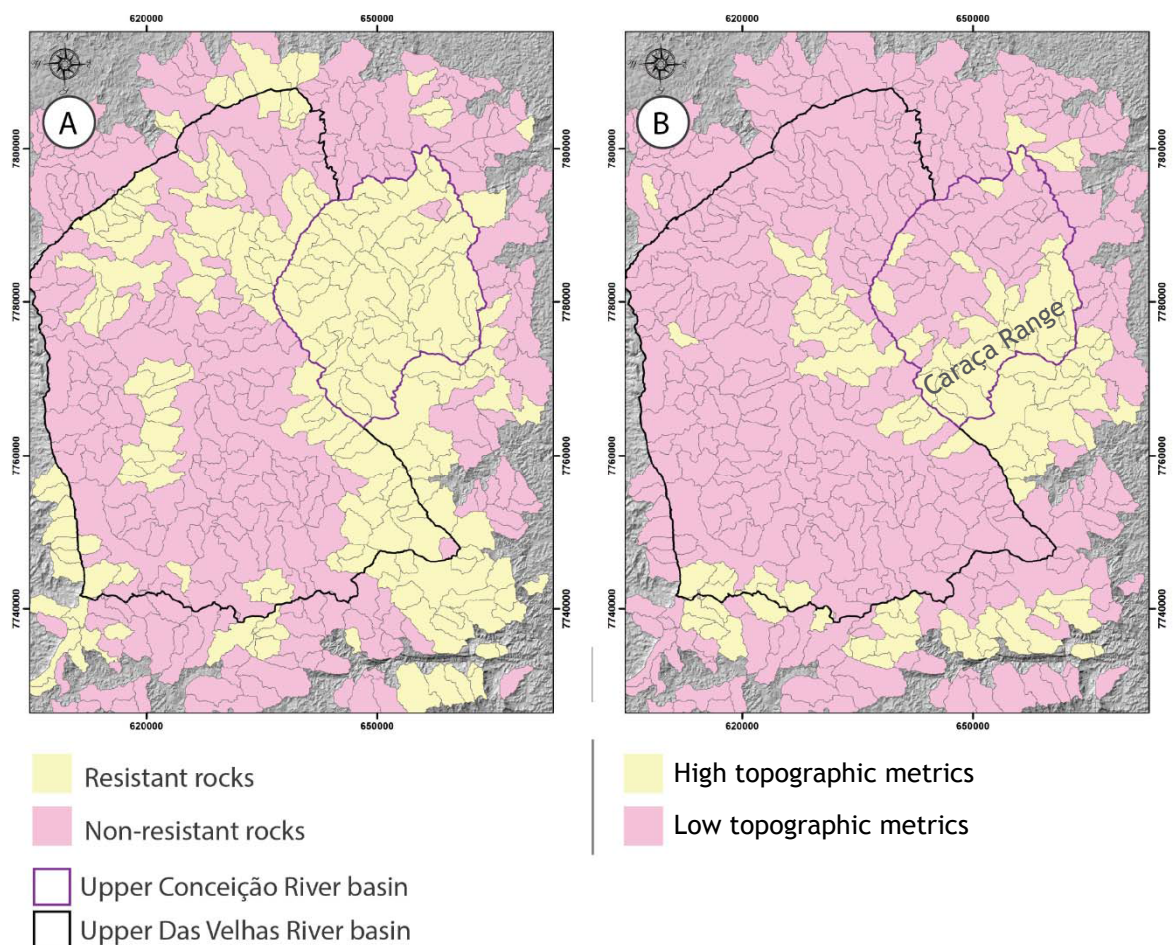 620000 650000 620000 650000
A B
7800000 7800000 7800000 7800000
7780000 7780000 7780000 7780000
Caraça Range
7760000 7760000 7760000 7760000
7740000 7740000 7740000 7740000
620000 650000 620000 650000
Resistant rocks
Non-resistant rocks
Upper Conceição River basin
Upper Das Velhas River basin
High topographic metrics
Low topographic metrics